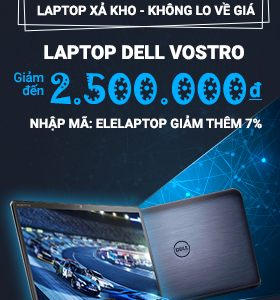 LAPTOP XẢ KHO - KHÔNG LO VỀ GIÁ
LAPTOP DELL VOSTRO
Giảm đến 2.500.000đ
NHẬP MÃ: ELELAPTOP GIẢM THÊM 7%
DELL